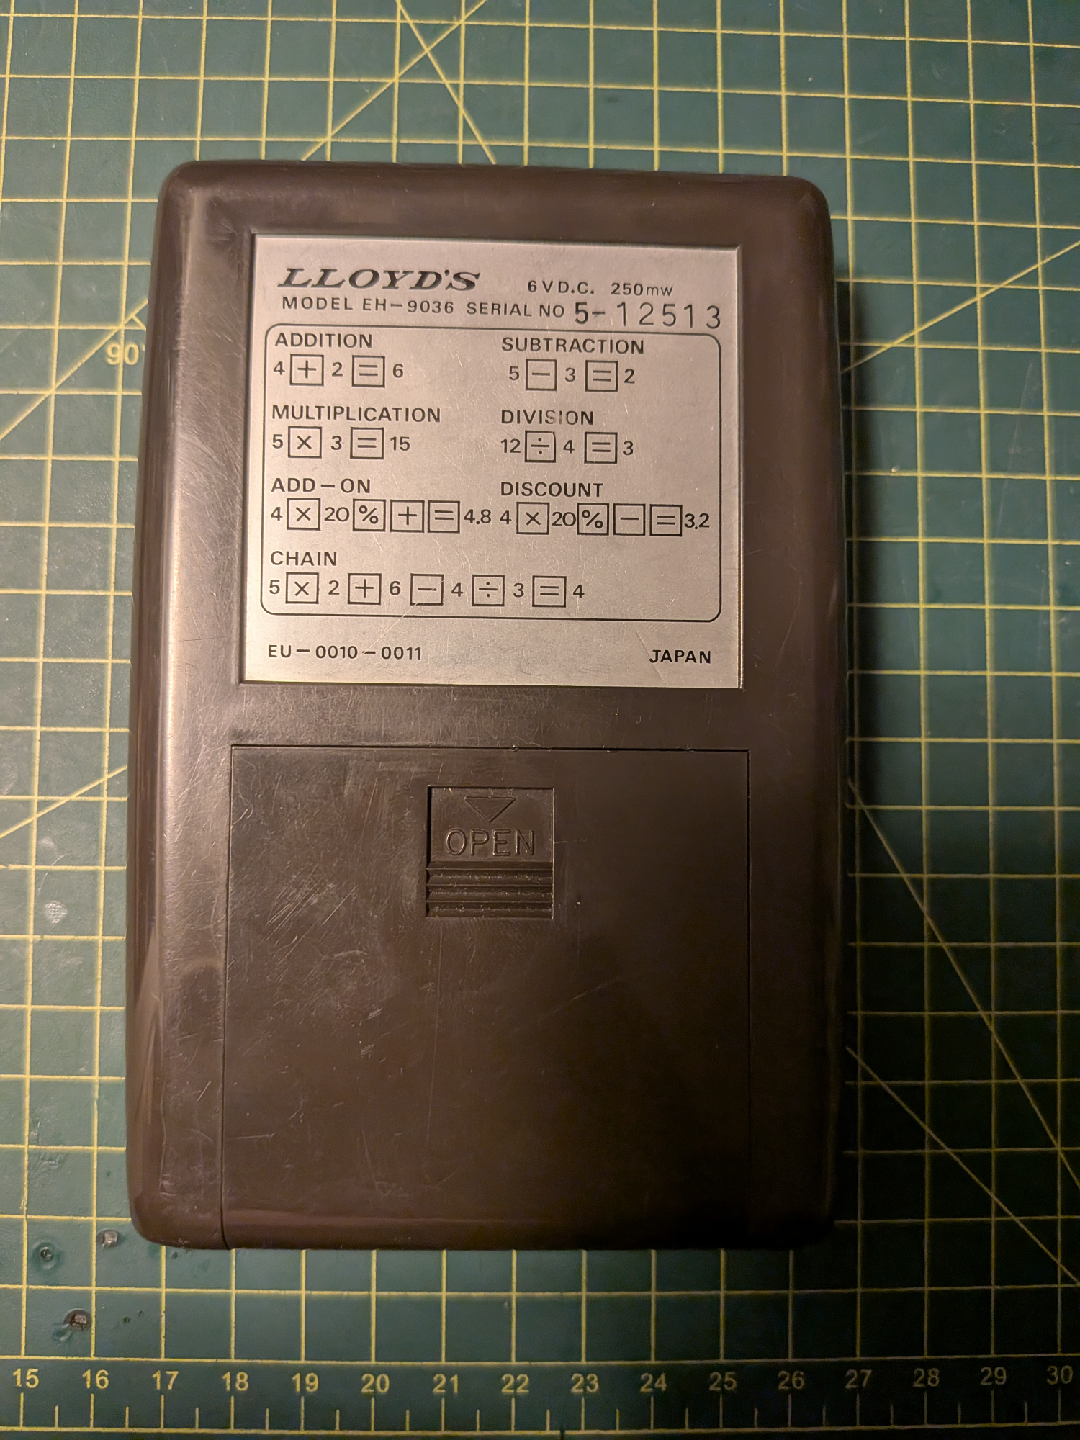 LLOYD'S 6V D.C. 250mw
MODEL EH-9036 SERIAL NO 5-12513
ADDITION SUBTRACTION
4 + 2 = 6 5 - 3 = 2
MULTIPLICATION DIVISION
5 × 3 = 15 12 ÷ 4 = 3
ADD-ON DISCOUNT
4 × 20 % + = 4.8 4 × 20 % - = 3.2
CHAIN
5 × 2 + 6 - 4 ÷ 3 = 4
EU-0010-0011 JAPAN
OPEN
90°
15 16 17 18 19 20 21 22 23 24 25 26 27 28 29 30